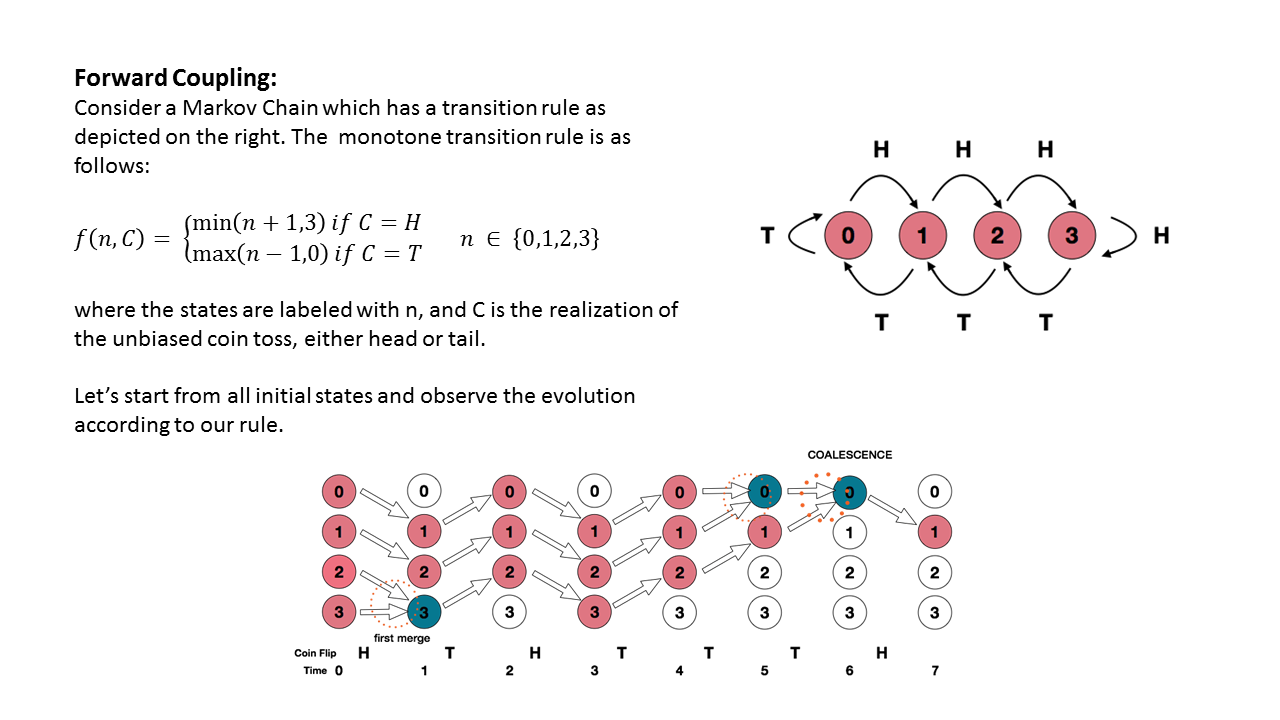 Forward Coupling:
Consider a Markov Chain which has a transition rule as
depicted on the right. The monotone transition rule is as
follows:
f(n, C) = {min(n + 1,3) if C = H
max(n − 1,0) if C = T
n ∈ {0,1,2,3}
where the states are labeled with n, and C is the realization of
the unbiased coin toss, either head or tail.
Let's start from all initial states and observe the evolution
according to our rule.
H H H
T 0 1 2 3 H
T T T
COALESCENCE
0 0 0 0 0 0 0 0
1 1 1 1 1 1 1 1
2 2 2 2 2 2 2 2
3 3 3 3 3 3 3 3
first merge
Coin Flip H T H T T T H
Time 0 1 2 3 4 5 6 7